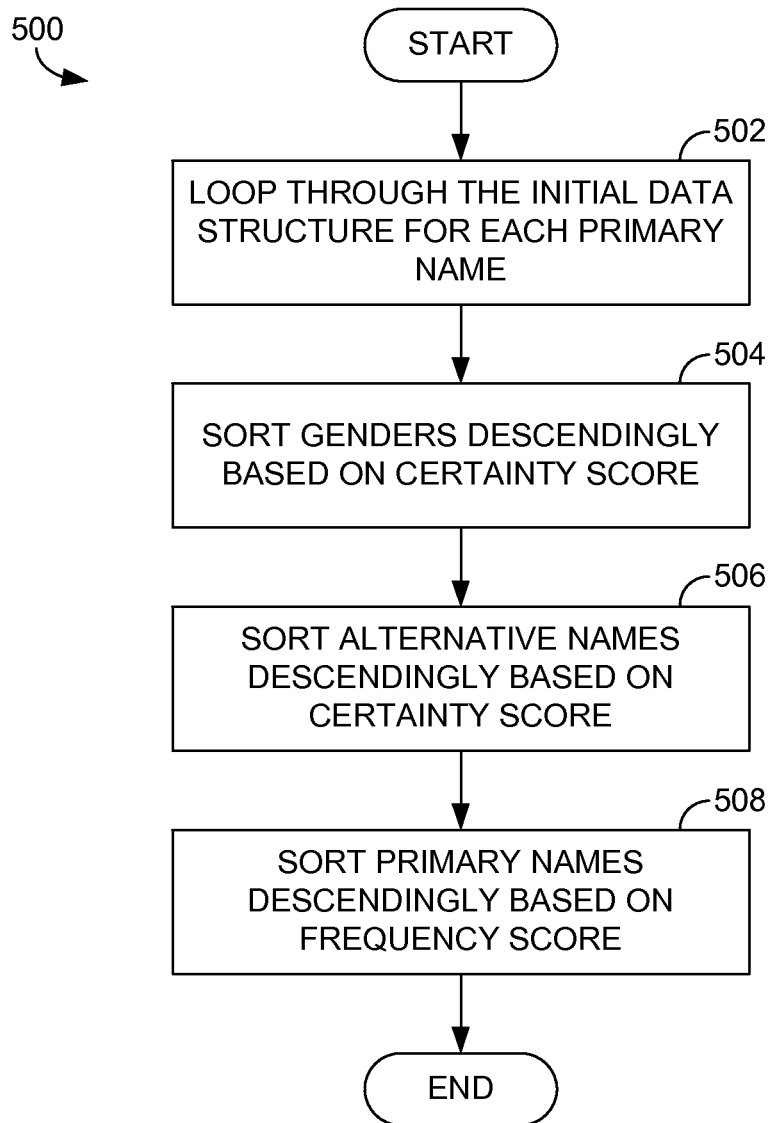 500
START
502
LOOP THROUGH THE INITIAL DATA
STRUCTURE FOR EACH PRIMARY
NAME
504
SORT GENDERS DESCENDINGLY
BASED ON CERTAINTY SCORE
506
SORT ALTERNATIVE NAMES
DESCENDINGLY BASED ON
CERTAINTY SCORE
508
SORT PRIMARY NAMES
DESCENDINGLY BASED ON
FREQUENCY SCORE
END